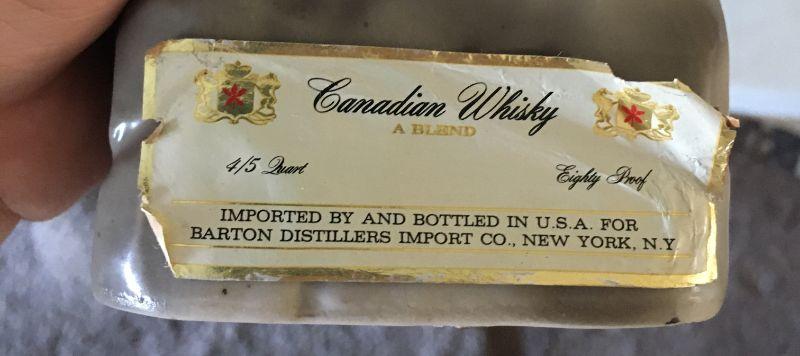 Canadian Whisky
A BLEND
4/5 Quart
Eighty Proof
IMPORTED BY AND BOTTLED IN U.S.A. FOR
BARTON DISTILLERS IMPORT CO., NEW YORK, N.Y.